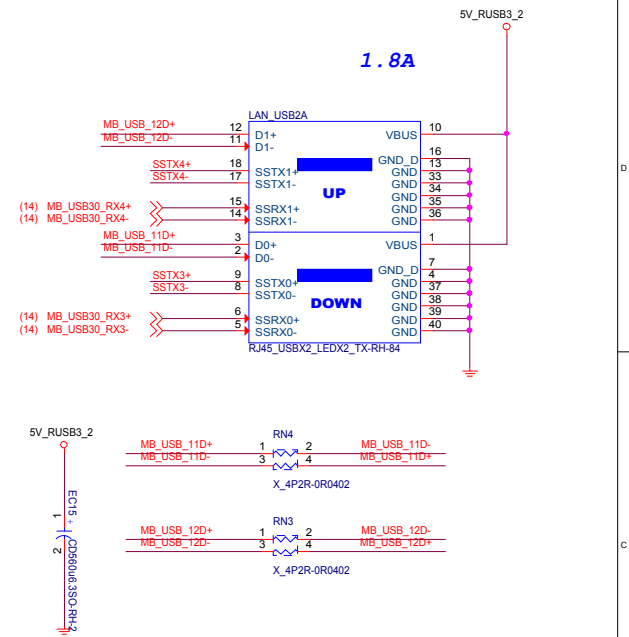 5V_RUSB3_2
1.8A
LAN_USB2A
MB_USB_12D+ 12 D1+ VBUS 10
MB_USB_12D- 11 D1-
GND_D 16
SSTX4+ 18 SSTX1+ GND 13
SSTX4- 17 SSTX1- GND 33
UP
GND 34
(14) MB_USB30_RX4+ 15 SSRX1+ GND 35
(14) MB_USB30_RX4- 14 SSRX1- GND 36
MB_USB_11D+ 3 D0+ VBUS 1
MB_USB_11D- 2 D0-
GND_D 7
SSTX3+ 9 SSTX0+ GND 4
SSTX3- 8 SSTX0- GND 37
DOWN
GND 38
(14) MB_USB30_RX3+ 6 SSRX0+ GND 39
(14) MB_USB30_RX3- 5 SSRX0- GND 40
RJ45_USBX2_LEDX2_TX-RH-84
D
5V_RUSB3_2
1
2
EC15
+
CD560u6.3SO-RH-2
RN4
MB_USB_11D+ 1 2 MB_USB_11D-
MB_USB_11D- 3 4 MB_USB_11D+
X_4P2R-0R0402
RN3
MB_USB_12D+ 1 2 MB_USB_12D-
MB_USB_12D- 3 4 MB_USB_12D+
X_4P2R-0R0402
C